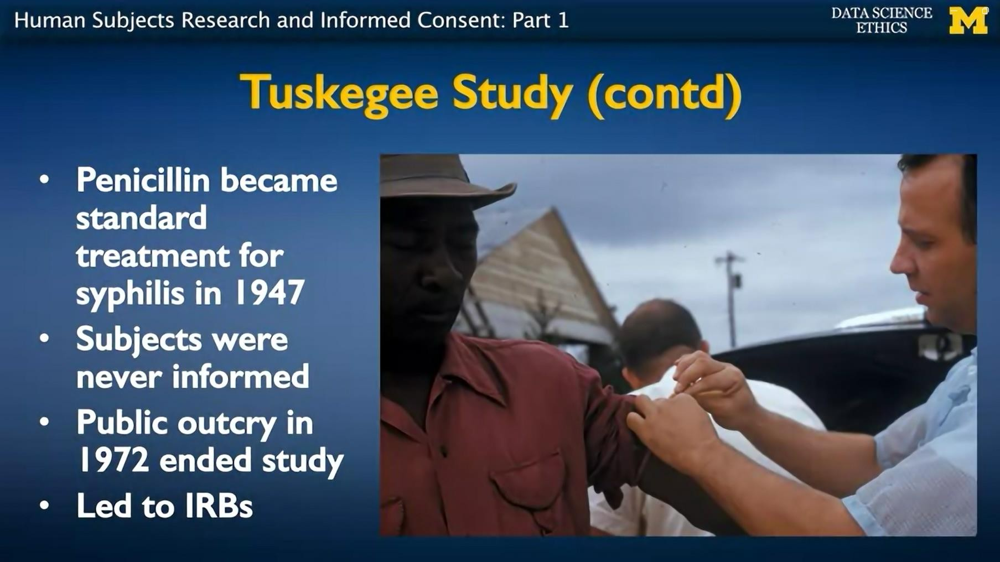 Human Subjects Research and Informed Consent: Part 1
DATA SCIENCE
ETHICS
M
Tuskegee Study (contd)
• Penicillin became
standard
treatment for
syphilis in 1947
• Subjects were
never informed
• Public outcry in
1972 ended study
• Led to IRBs